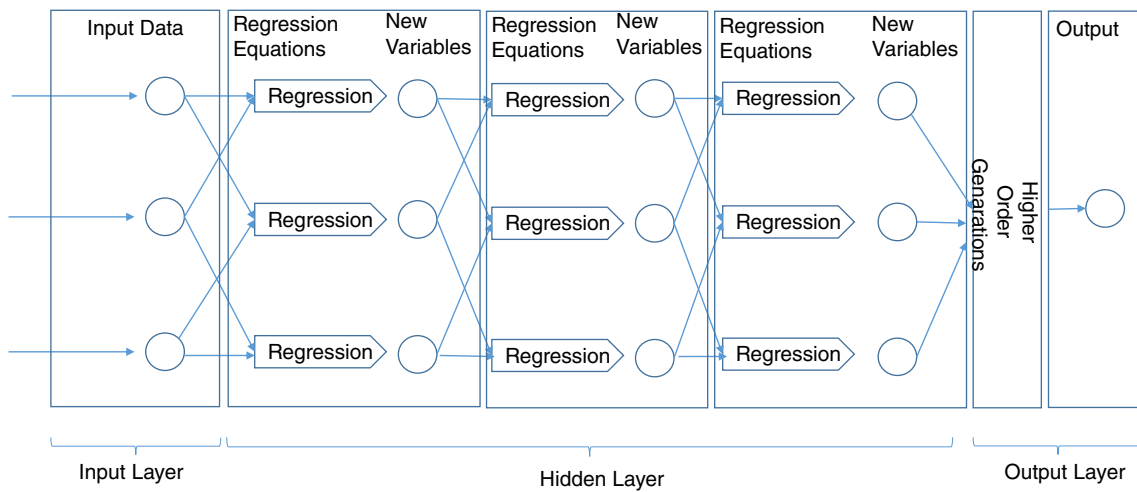 Input Data
Regression
Equations
New
Variables
Regression
Equations
New
Variables
Regression
Equations
New
Variables
Output
Regression
Regression
Regression
Regression
Regression
Regression
Regression
Regression
Regression
Higher
Order
Genarations
Input Layer
Hidden Layer
Output Layer